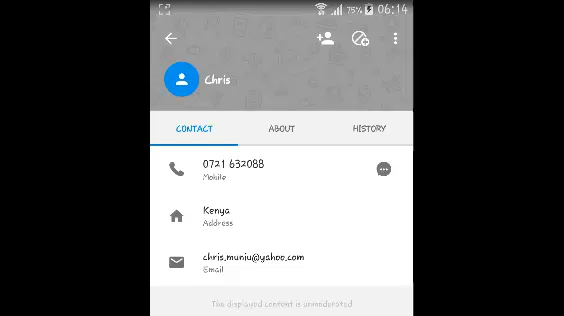 75% 06:14
Chris
CONTACT ABOUT HISTORY
0721 632088
Mobile
Kenya
Address
chris.muniu@yahoo.com
Email
The displayed content is unmoderated